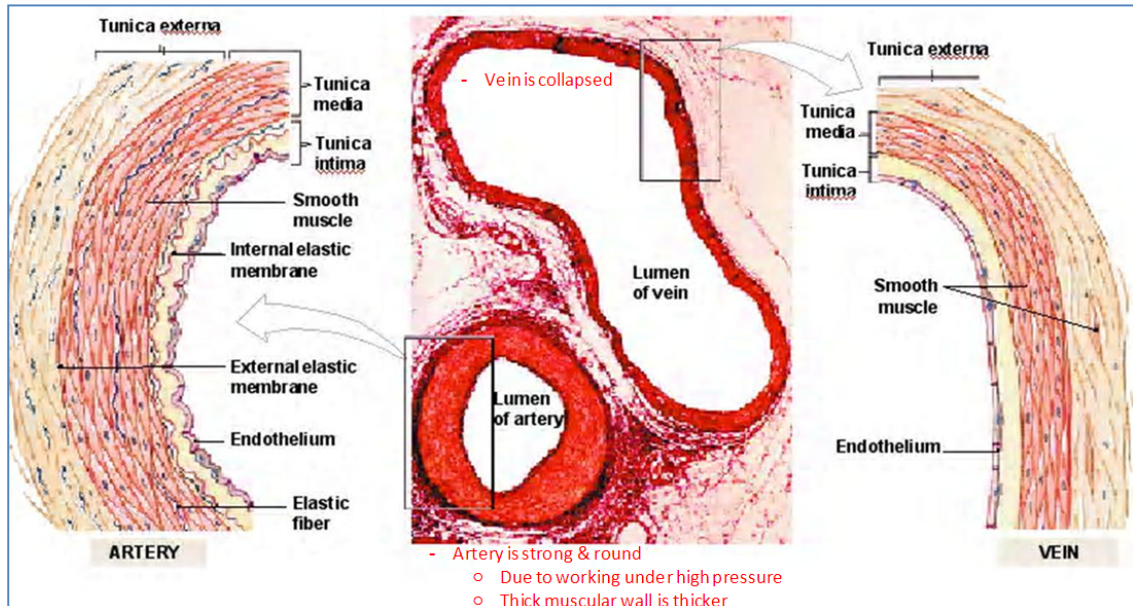 Tunica externa
Tunica
media
Tunica
intima
Smooth
muscle
Internal elastic
membrane
External elastic
membrane
Endothelium
Elastic
fiber
ARTERY
- Vein is collapsed
Lumen
of vein
Lumen
of artery
- Artery is strong & round
o Due to working under high pressure
o Thick muscular wall is thicker
Tunica externa
Tunica
media
Tunica
intima
Smooth
muscle
Endothelium
VEIN